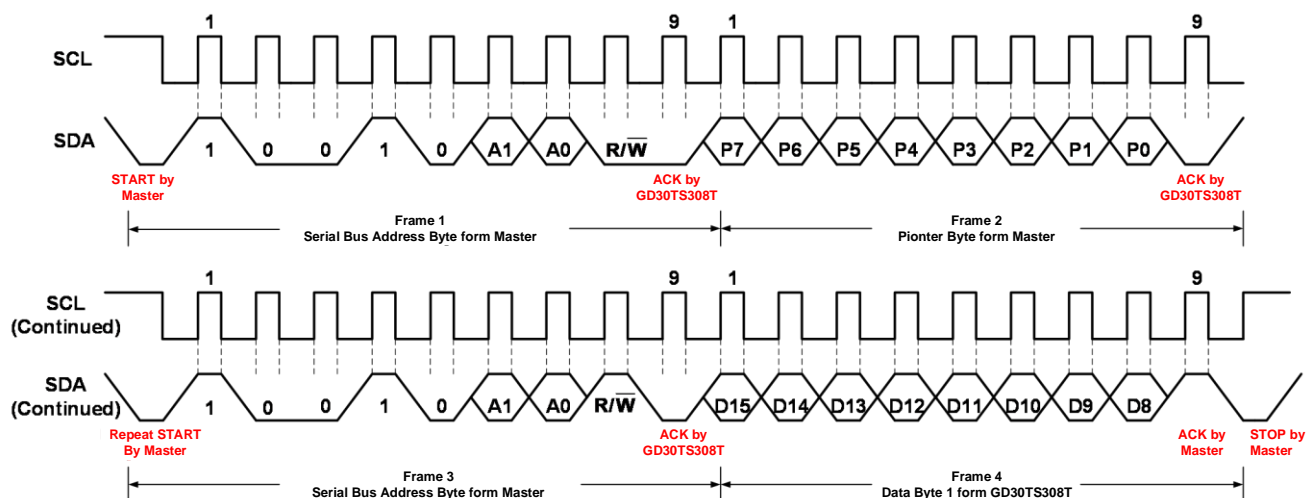 1 9 1 9
SCL
SDA
1 0 0 1 0 A1 A0 R/W̅ P7 P6 P5 P4 P3 P2 P1 P0
START by
Master
ACK by
GD30TS308T
ACK by
GD30TS308T
Frame 1
Serial Bus Address Byte form Master
Frame 2
Pionter Byte form Master
1 9 1 9
SCL
(Continued)
SDA
(Continued)
1 0 0 1 0 A1 A0 R/W̅ D15 D14 D13 D12 D11 D10 D9 D8
Repeat START
By Master
ACK by
GD30TS308T
ACK by
Master
STOP by
Master
Frame 3
Serial Bus Address Byte form Master
Frame 4
Data Byte 1 form GD30TS308T